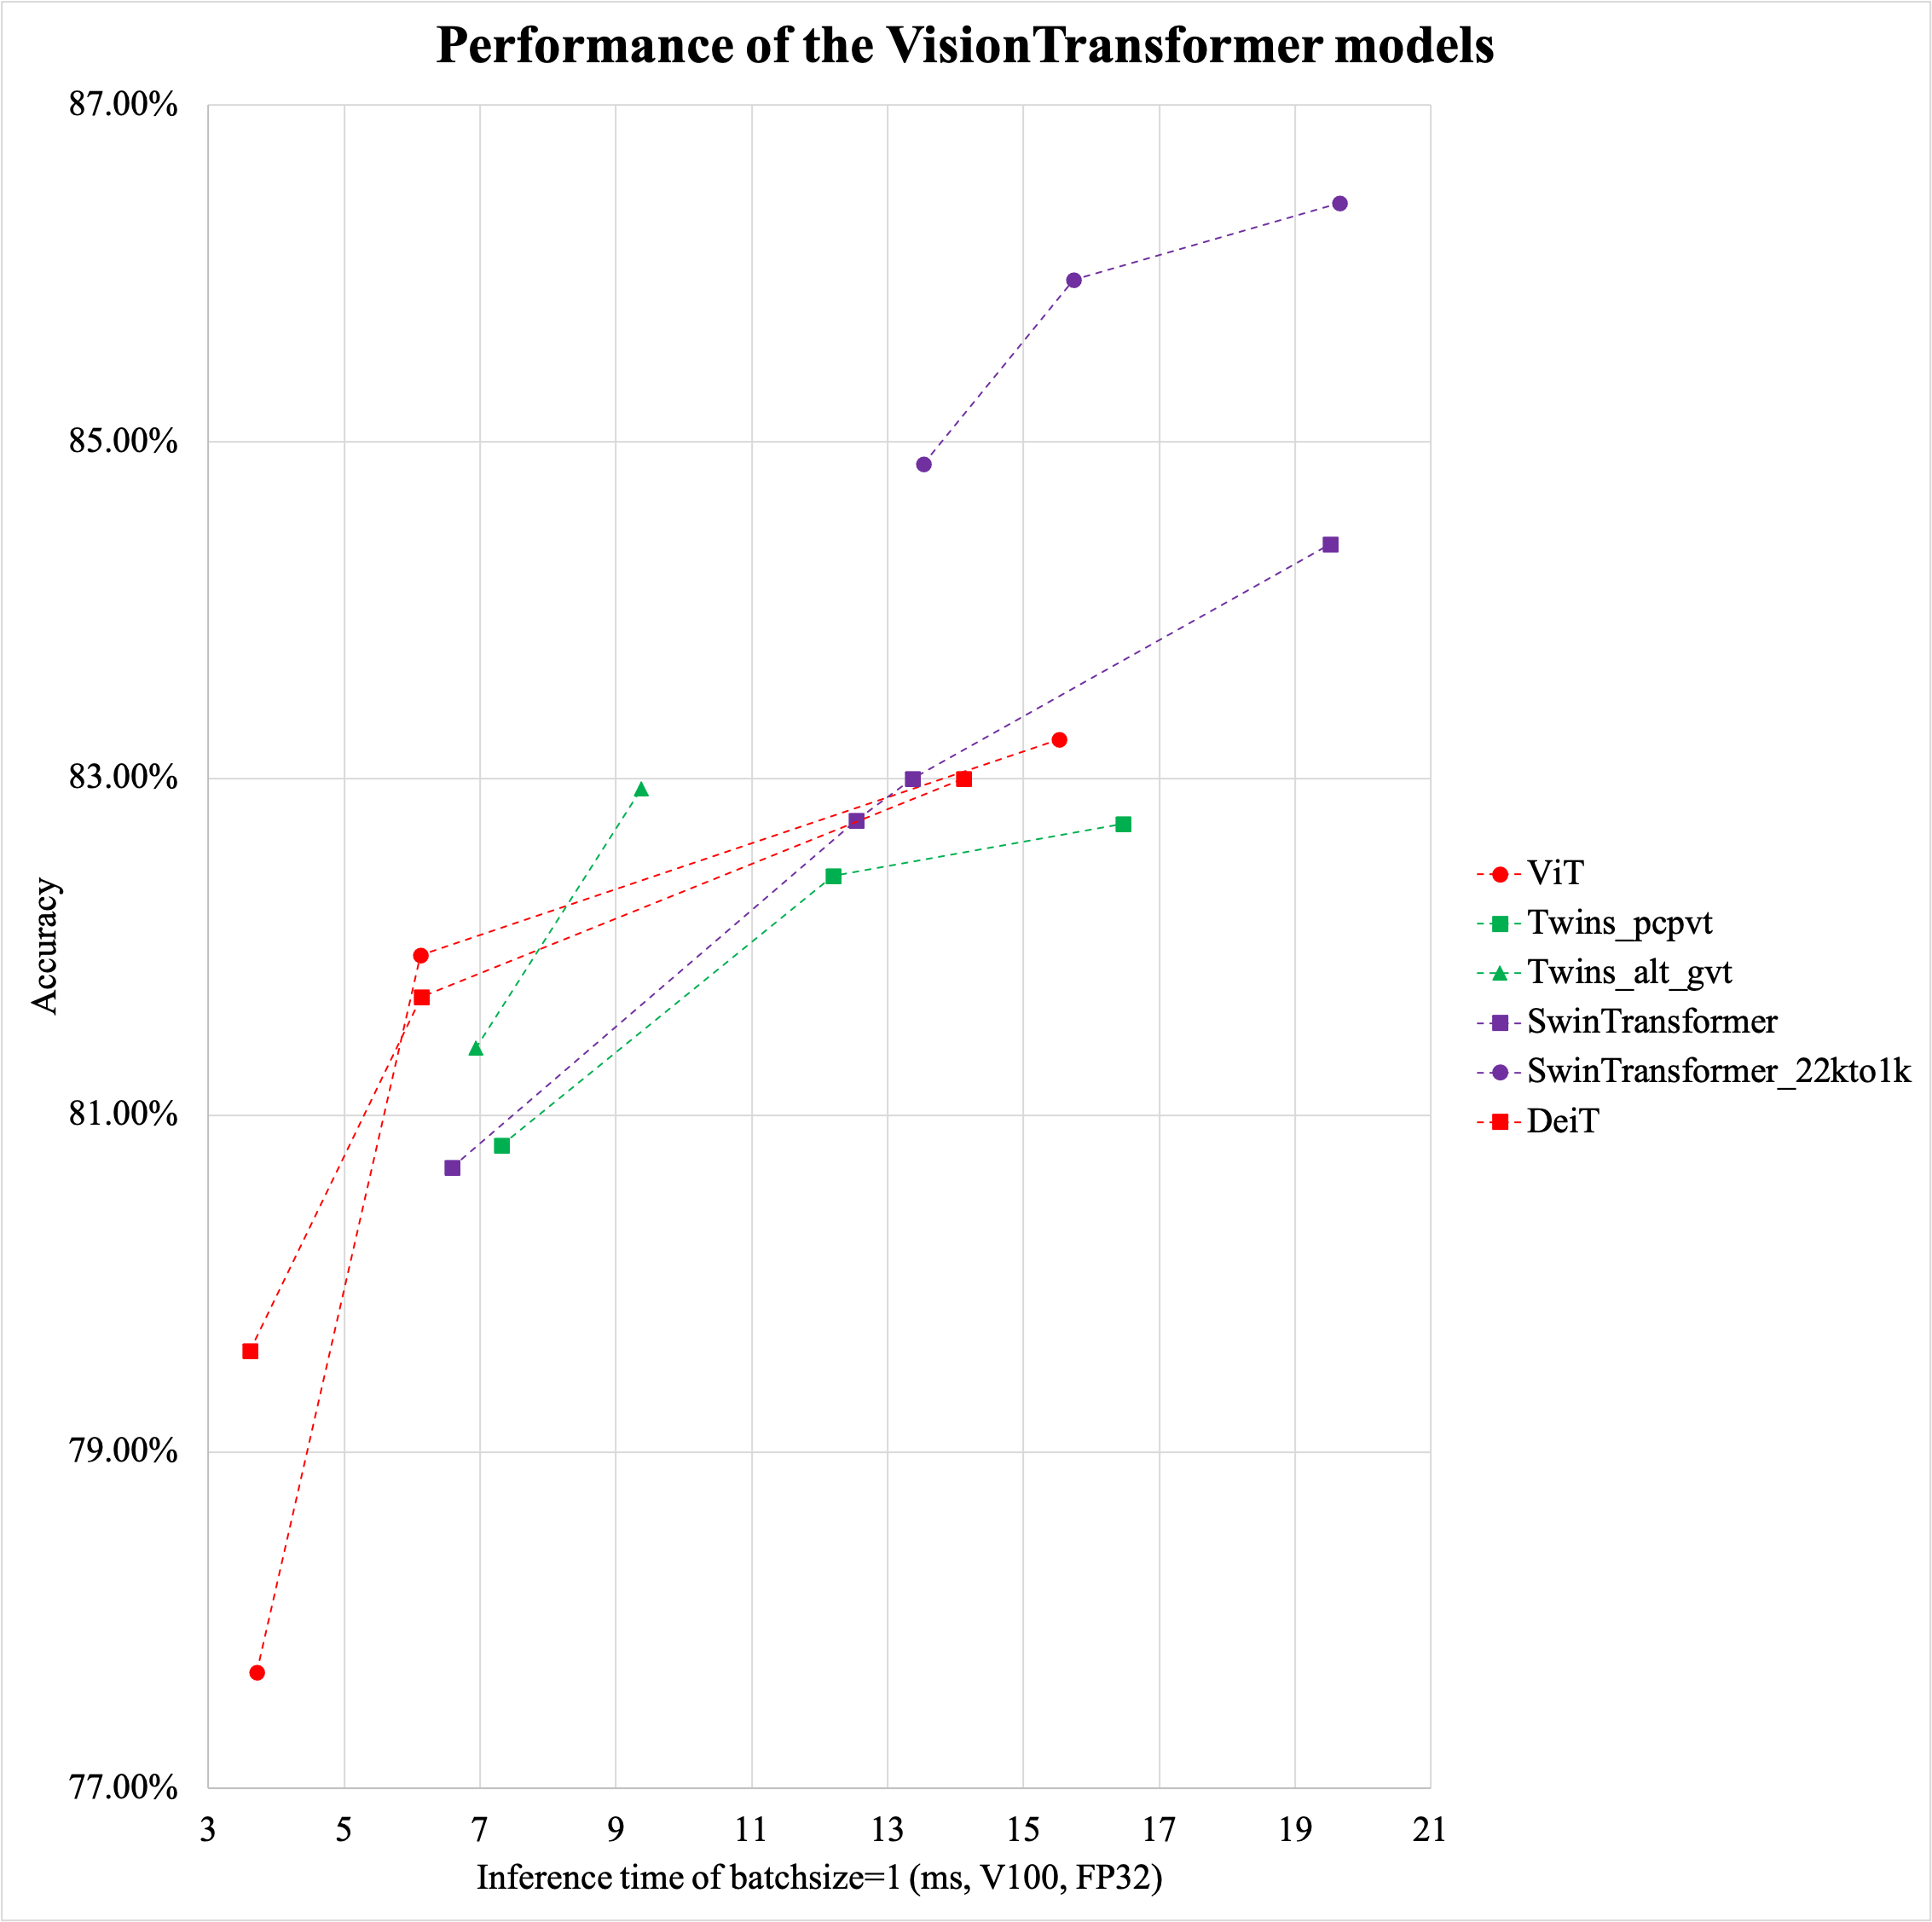 Performance of the VisionTransformer models
87.00%
85.00%
83.00%
81.00%
79.00%
77.00%
Accuracy
3 5 7 9 11 13 15 17 19 21
Inference time of batchsize=1 (ms, V100, FP32)
ViT
Twins_pcpvt
Twins_alt_gvt
SwinTransformer
SwinTransformer_22kto1k
DeiT